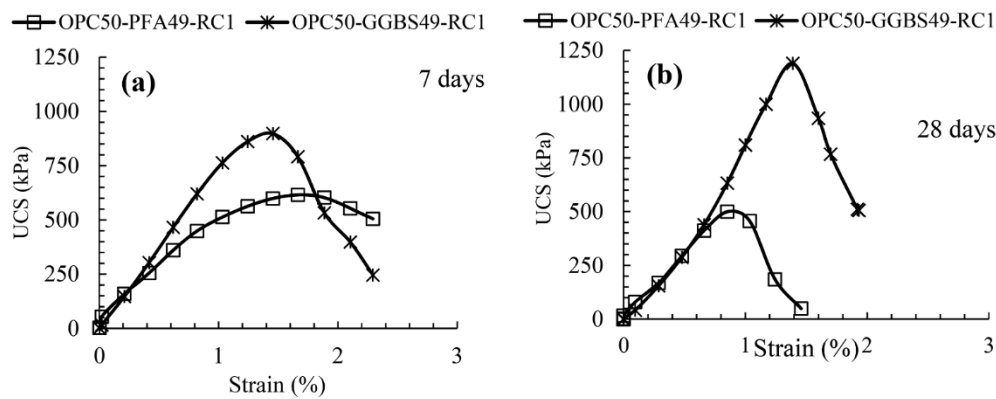 OPC50-PFA49-RC1 OPC50-GGBS49-RC1
(a)
7 days
UCS (kPa)
1250
1000
750
500
250
0
0 1 2 3
Strain (%)
OPC50-PFA49-RC1 OPC50-GGBS49-RC1
(b)
28 days
UCS (kPa)
1250
1000
750
500
250
0
0 1 2 3
Strain (%)